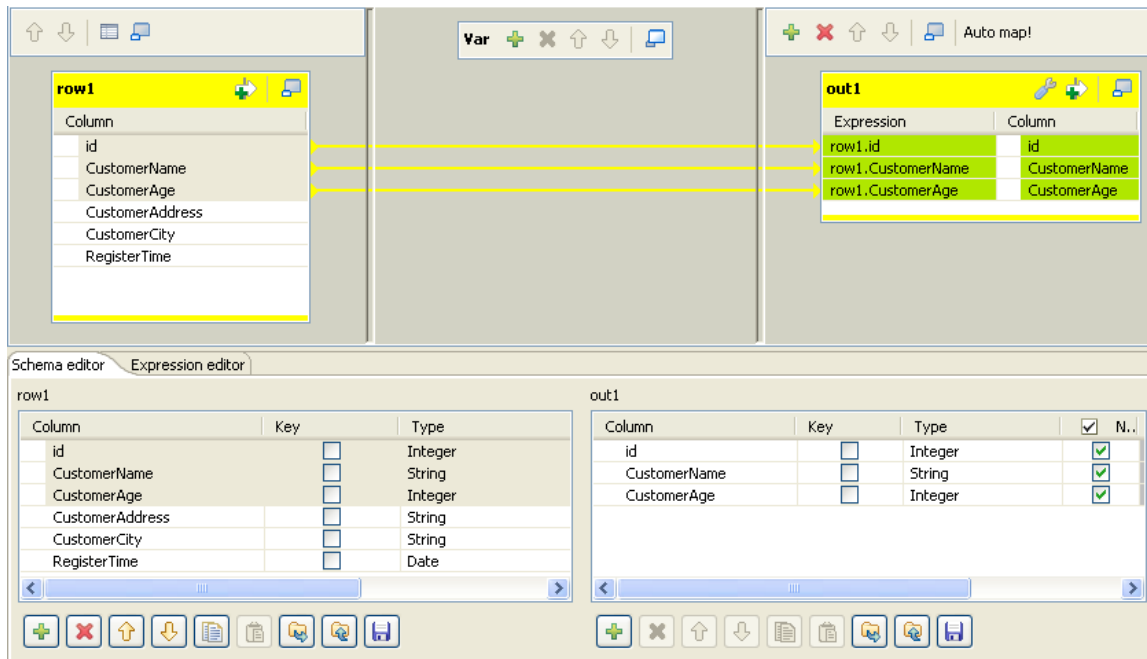 Var
Auto map!
row1
Column
id
CustomerName
CustomerAge
CustomerAddress
CustomerCity
RegisterTime
out1
Expression Column
row1.id id
row1.CustomerName CustomerName
row1.CustomerAge CustomerAge
Schema editor Expression editor
row1
Column Key Type
id Integer
CustomerName String
CustomerAge Integer
CustomerAddress String
CustomerCity String
RegisterTime Date
out1
Column Key Type N..
id Integer
CustomerName String
CustomerAge Integer